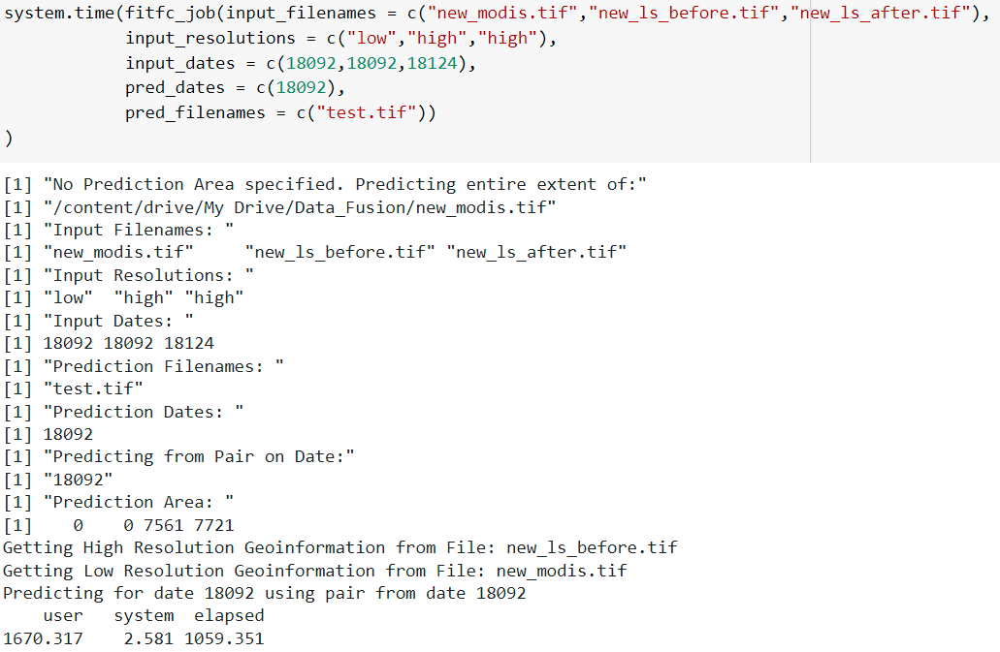 system.time(fitfc_job(input_filenames = c("new_modis.tif","new_ls_before.tif","new_ls_after.tif"),
            input_resolutions = c("low","high","high"),
            input_dates = c(18092,18092,18124),
            pred_dates = c(18092),
            pred_filenames = c("test.tif"))
)
[1] "No Prediction Area specified. Predicting entire extent of:"
[1] "/content/drive/My Drive/Data_Fusion/new_modis.tif"
[1] "Input Filenames: "
[1] "new_modis.tif"     "new_ls_before.tif" "new_ls_after.tif"
[1] "Input Resolutions: "
[1] "low"  "high" "high"
[1] "Input Dates: "
[1] 18092 18092 18124
[1] "Prediction Filenames: "
[1] "test.tif"
[1] "Prediction Dates: "
[1] 18092
[1] "Predicting from Pair on Date:"
[1] "18092"
[1] "Prediction Area: "
[1]    0    0 7561 7721
Getting High Resolution Geoinformation from File: new_ls_before.tif
Getting Low Resolution Geoinformation from File: new_modis.tif
Predicting for date 18092 using pair from date 18092
    user   system  elapsed
1670.317    2.581 1059.351